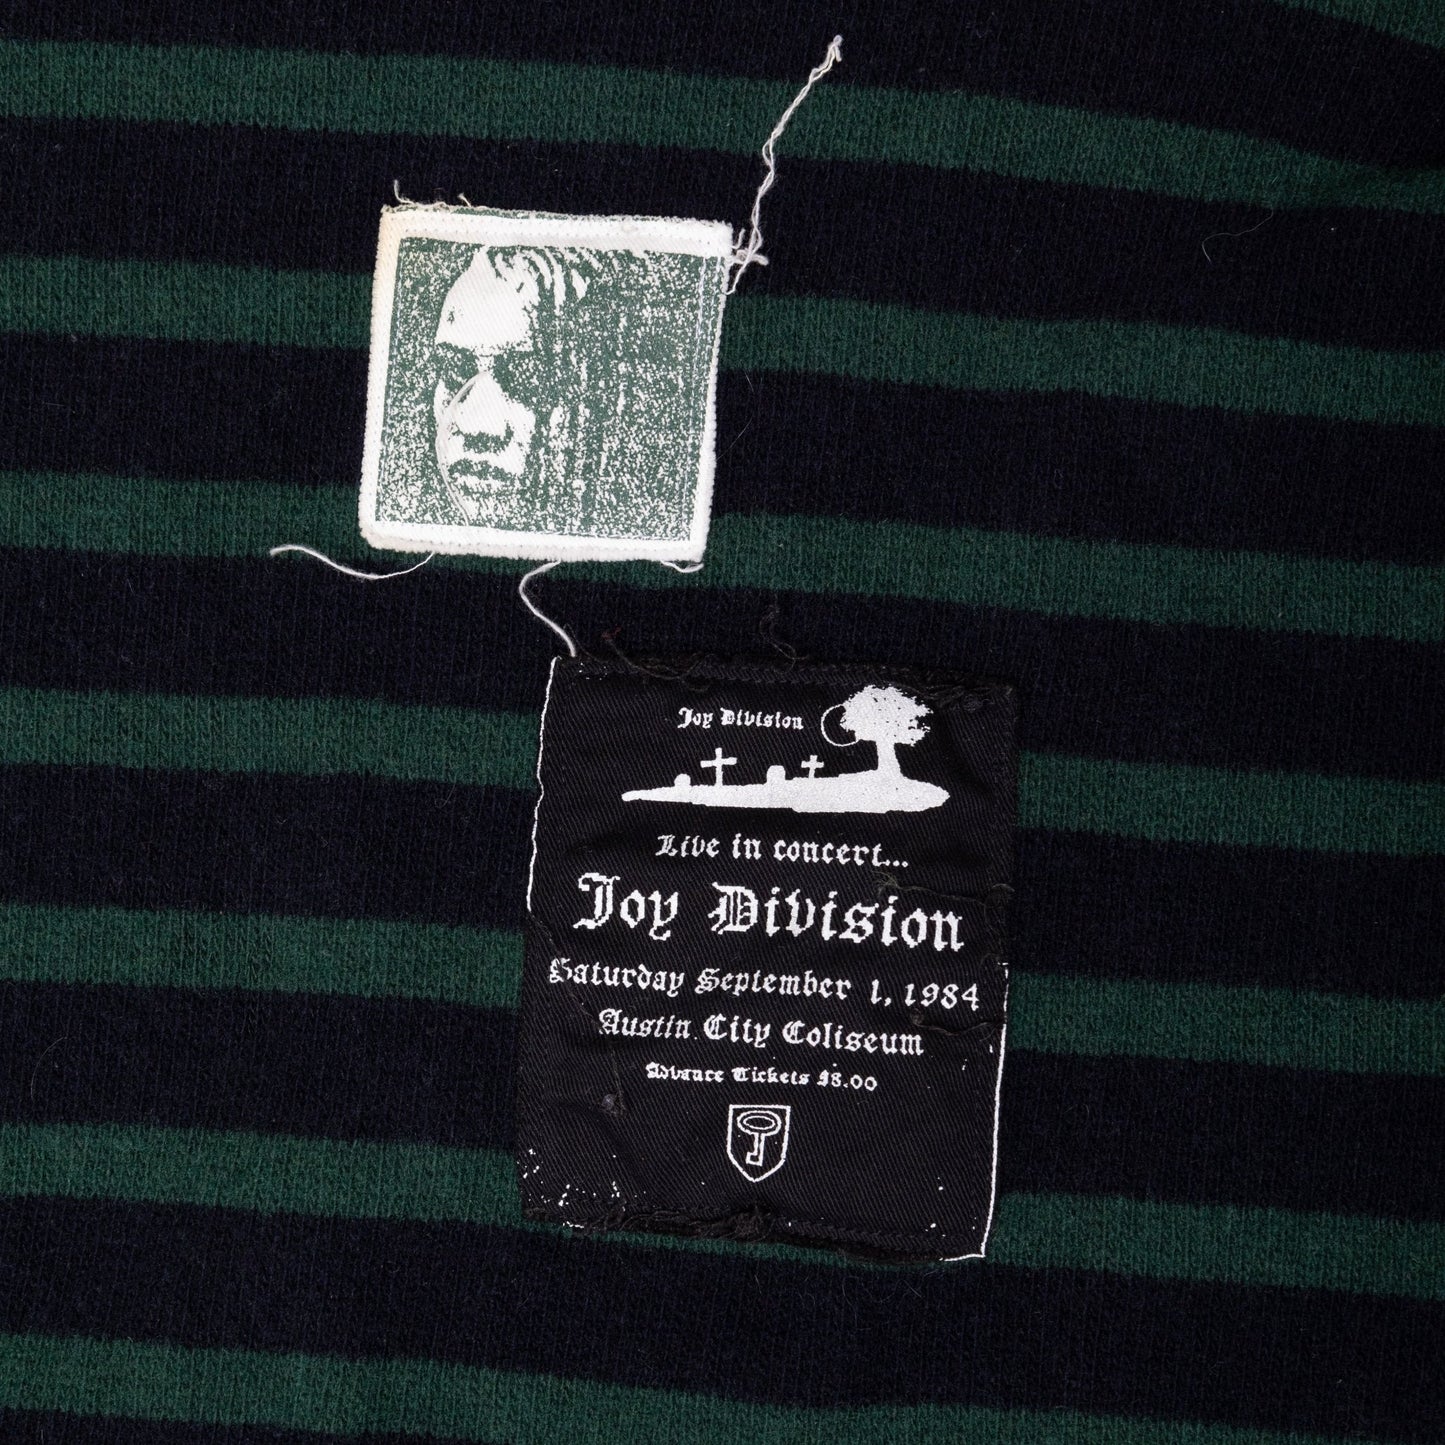 Joy Division
Live in concert...
Joy Division
Saturday September 1, 1984
Austin City Coliseum
Advance Tickets $8.00